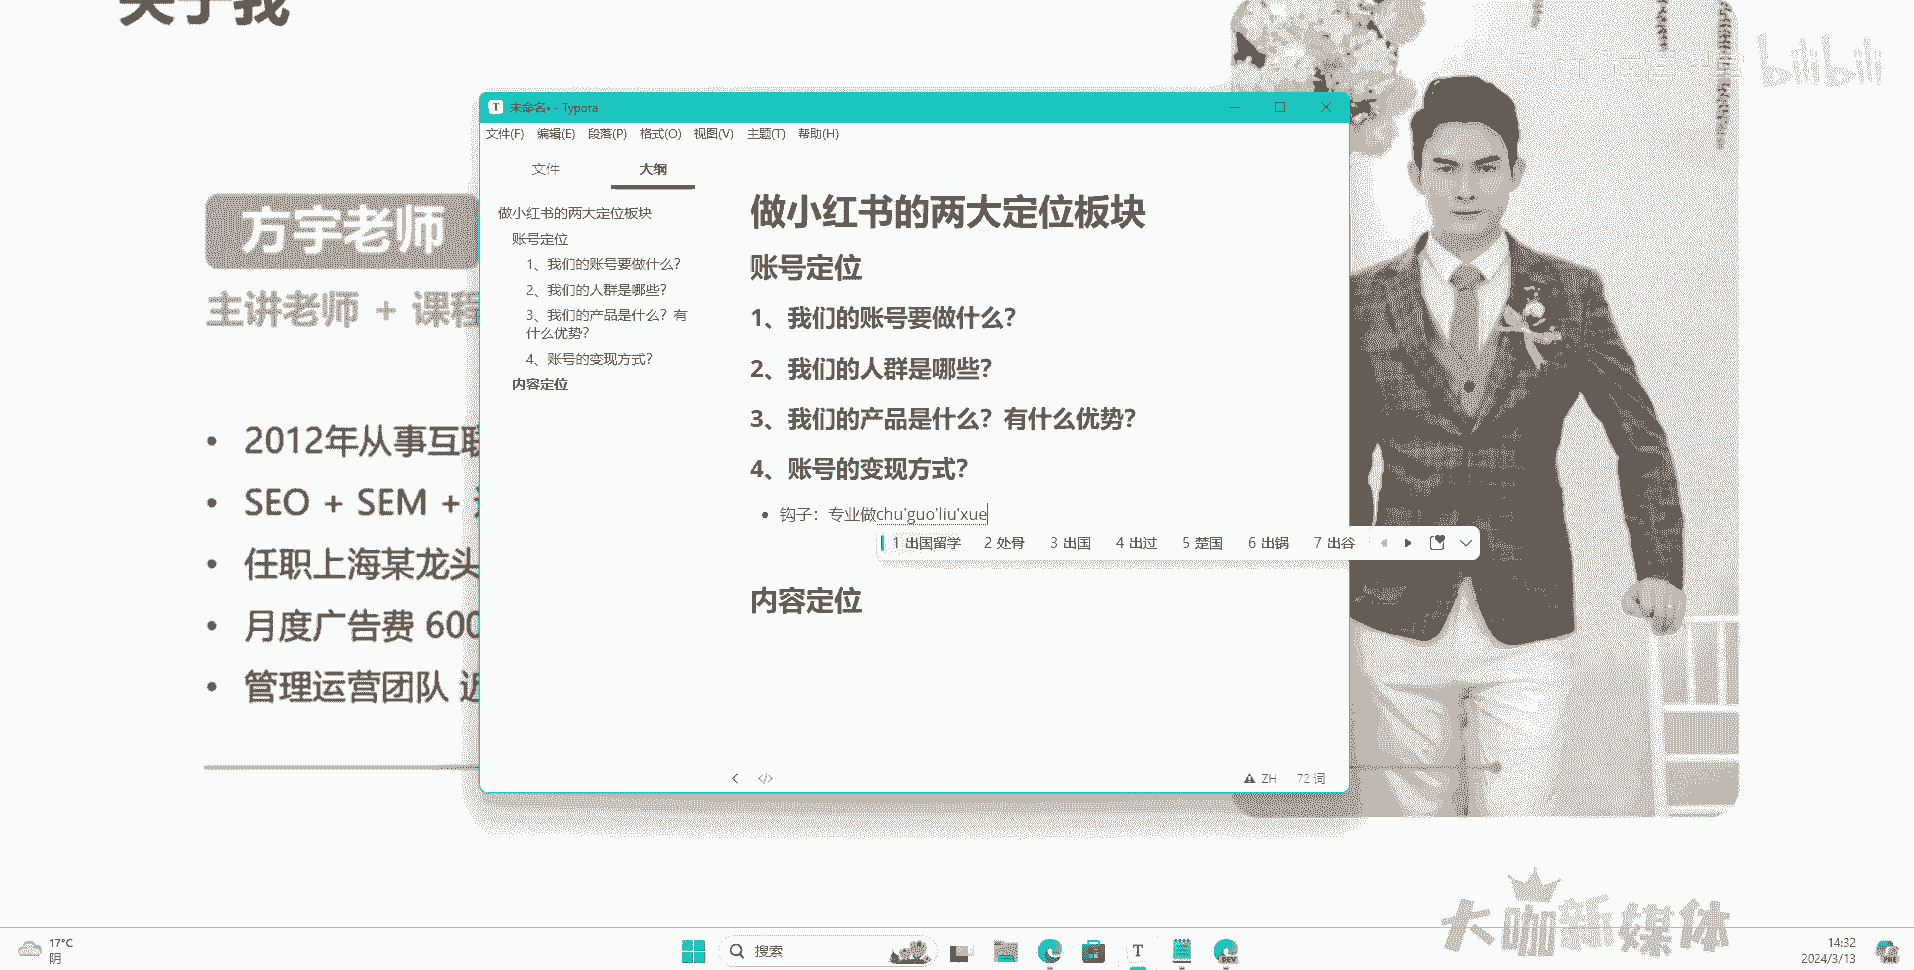 关于我
bilibili
未命名• - Typora
文件(F) 编辑(E) 段落(P) 格式(O) 视图(V) 主题(T) 帮助(H)
文件 大纲
做小红书的两大定位板块
账号定位
1、我们的账号要做什么？
2、我们的人群是哪些？
3、我们的产品是什么？有
什么优势？
4、账号的变现方式？
内容定位
做小红书的两大定位板块
账号定位
1、我们的账号要做什么？
2、我们的人群是哪些？
3、我们的产品是什么？有什么优势？
4、账号的变现方式？
• 钩子：专业做chu'guo'liu'xue
1 出国留学 2 处骨 3 出国 4 出过 5 楚国 6 出锅 7 出谷
内容定位
ZH 72 词
方宇老师
主讲老师 + 课程
• 2012年从事互联
• SEO + SEM +
• 任职上海某龙头
• 月度广告费 600
• 管理运营团队 近
大咖新媒体
17°C
阴
搜索
T
DEV
14:32
2024/3/13
PRE